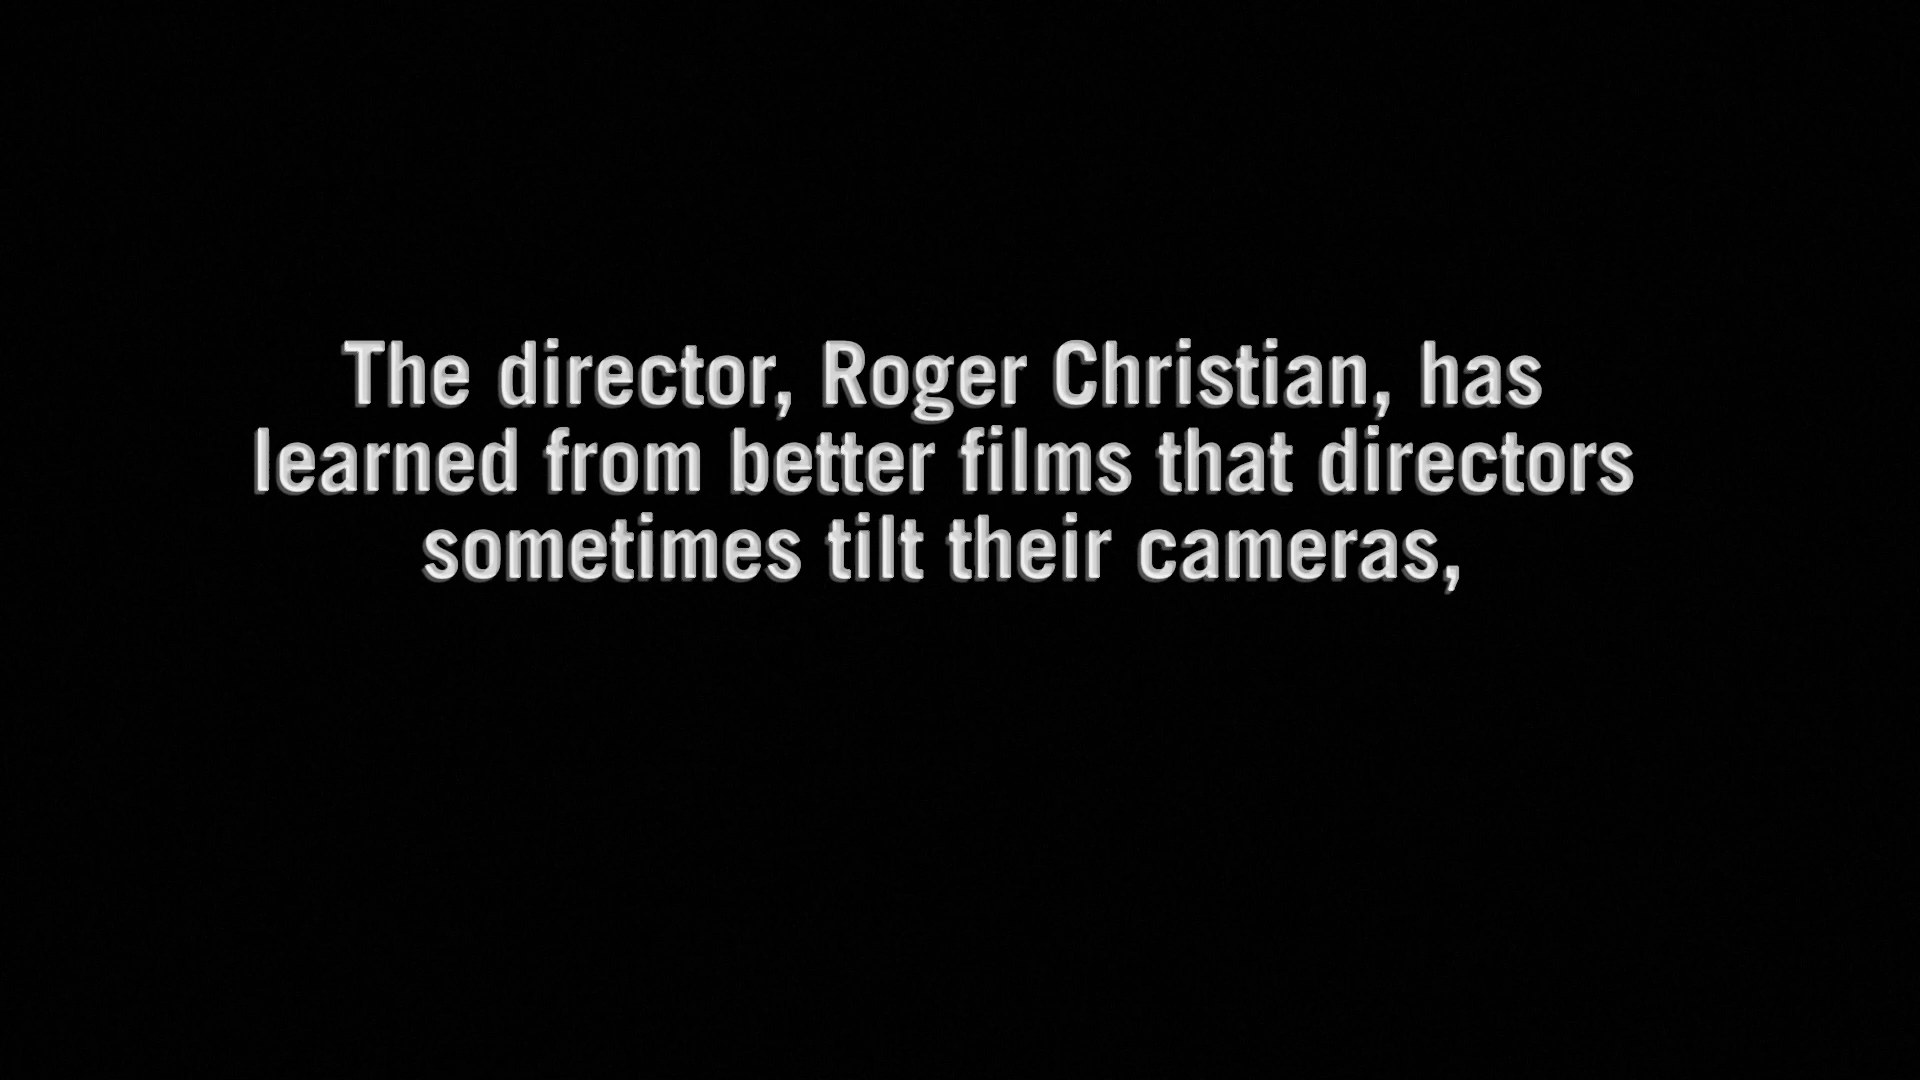 The director, Roger Christian, has
learned from better films that directors
sometimes tilt their cameras,